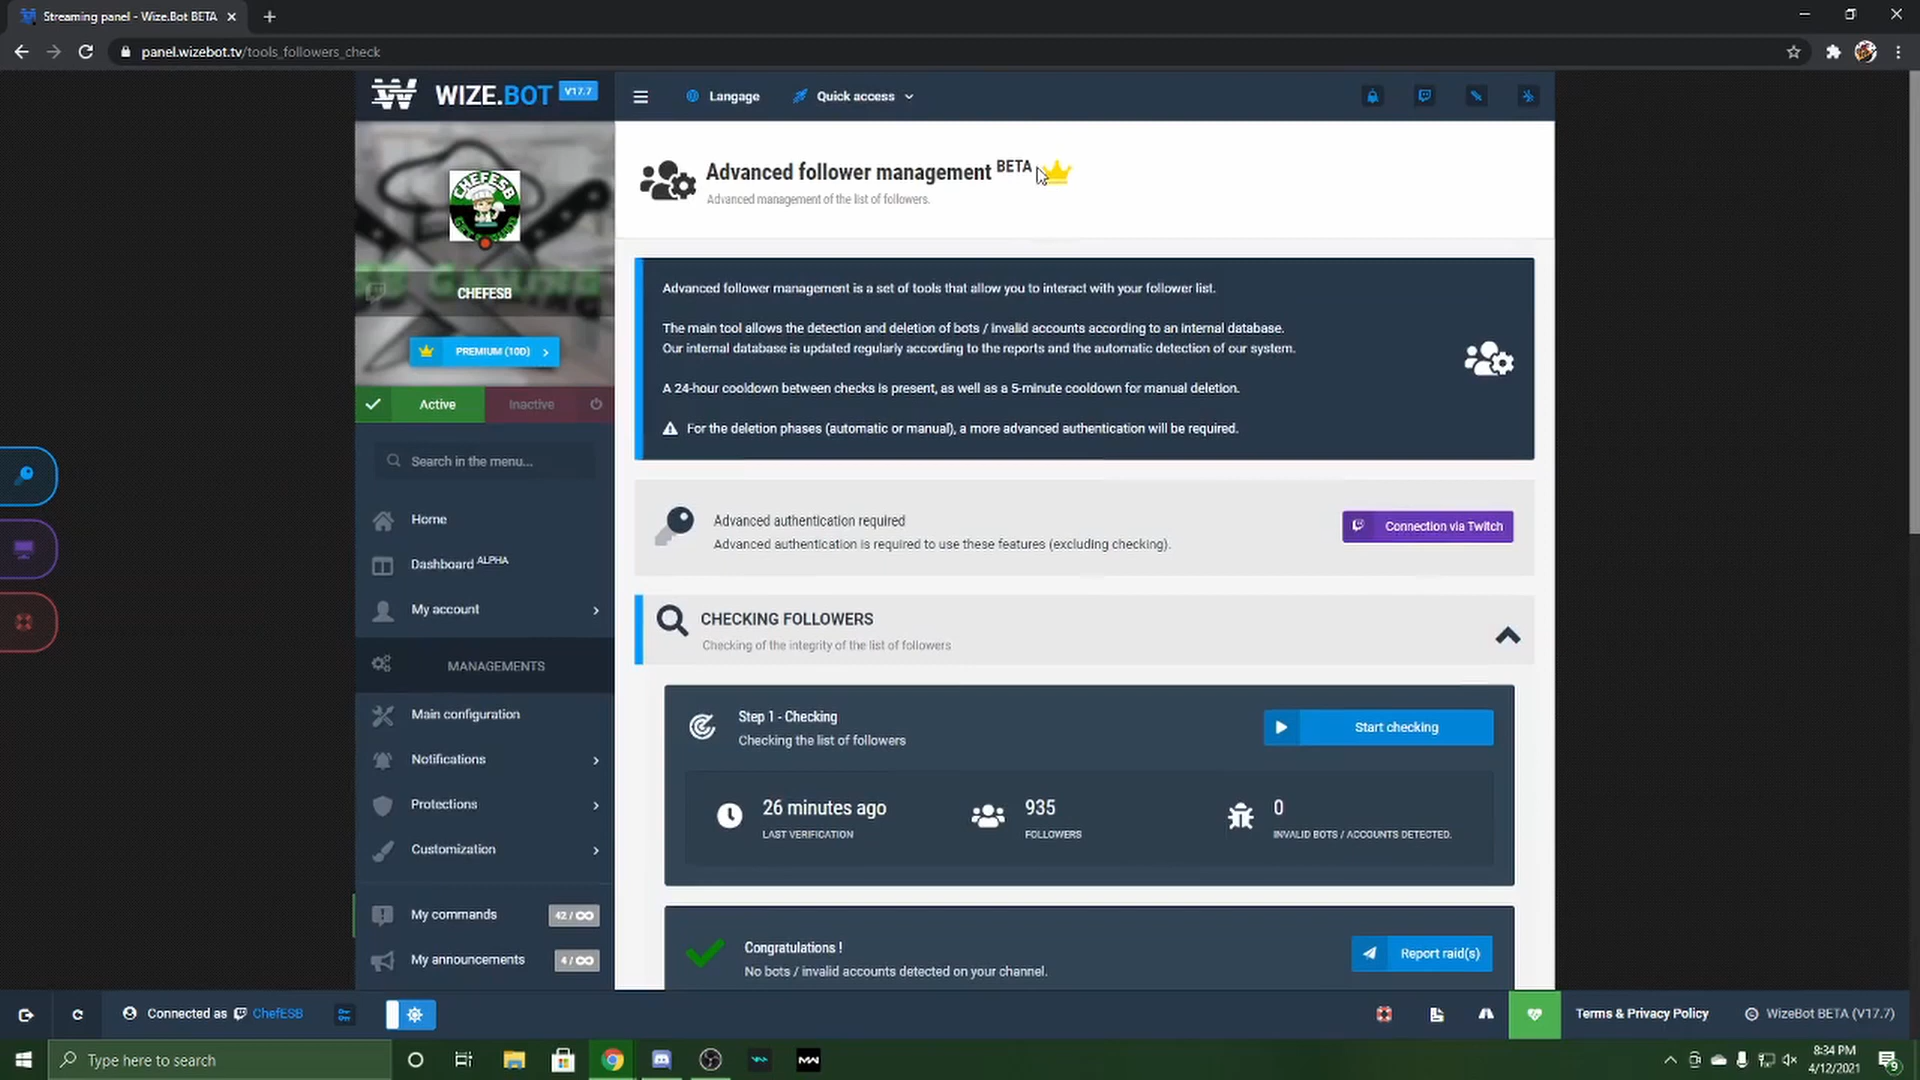 Streaming panel - Wize.Bot BETA
panel.wizebot.tv/tools_followers_check
WIZE.BOT V17.7
Langage
Quick access
CHEFESB
CHEFESB
PREMIUM (10D)
Active
Inactive
Search in the menu...
Home
Dashboard ALPHA
My account
MANAGEMENTS
Main configuration
Notifications
Protections
Customization
My commands
42 / ∞
My announcements
4 / ∞
Advanced follower management BETA
Advanced management of the list of followers.
Advanced follower management is a set of tools that allow you to interact with your follower list.
The main tool allows the detection and deletion of bots / invalid accounts according to an internal database.
Our internal database is updated regularly according to the reports and the automatic detection of our system.
A 24-hour cooldown between checks is present, as well as a 5-minute cooldown for manual deletion.
For the deletion phases (automatic or manual), a more advanced authentication will be required.
Advanced authentication required
Advanced authentication is required to use these features (excluding checking).
Connection via Twitch
CHECKING FOLLOWERS
Checking of the integrity of the list of followers
Step 1 - Checking
Checking the list of followers
Start checking
26 minutes ago
LAST VERIFICATION
935
FOLLOWERS
0
INVALID BOTS / ACCOUNTS DETECTED.
Congratulations !
No bots / invalid accounts detected on your channel.
Report raid(s)
Connected as ChefESB
Terms & Privacy Policy
WizeBot BETA (V17.7)
Type here to search
MW
8:34 PM
4/12/2021
9